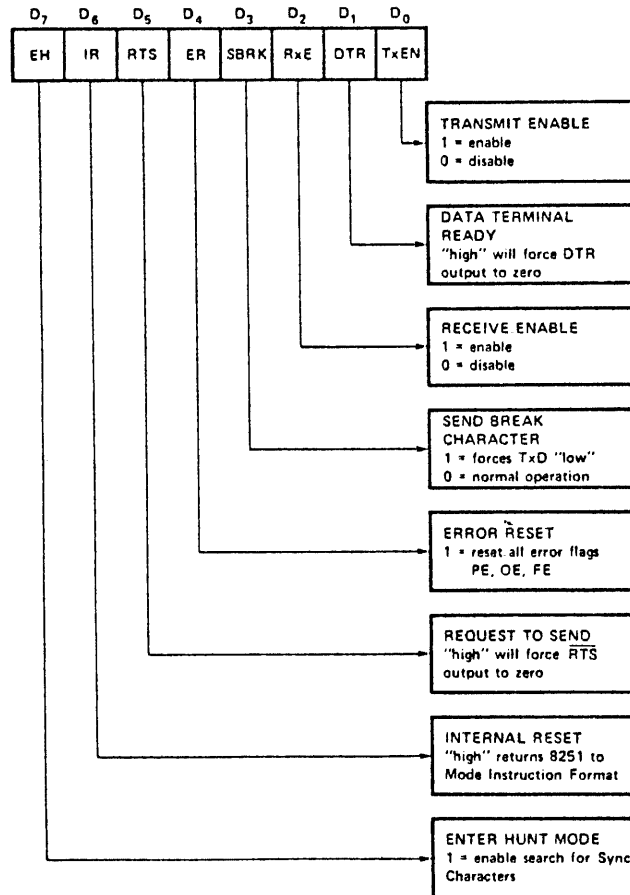 D7 D6 D5 D4 D3 D2 D1 D0
EH IR RTS ER SBRK RxE DTR TxEN
TRANSMIT ENABLE
1 = enable
0 = disable
DATA TERMINAL
READY
"high" will force DTR
output to zero
RECEIVE ENABLE
1 = enable
0 = disable
SEND BREAK
CHARACTER
1 = forces TxD "low"
0 = normal operation
ERROR RESET
1 = reset all error flags
PE, OE, FE
REQUEST TO SEND
"high" will force R̅T̅S̅
output to zero
INTERNAL RESET
"high" returns 8251 to
Mode Instruction Format
ENTER HUNT MODE
1 = enable search for Sync
Characters